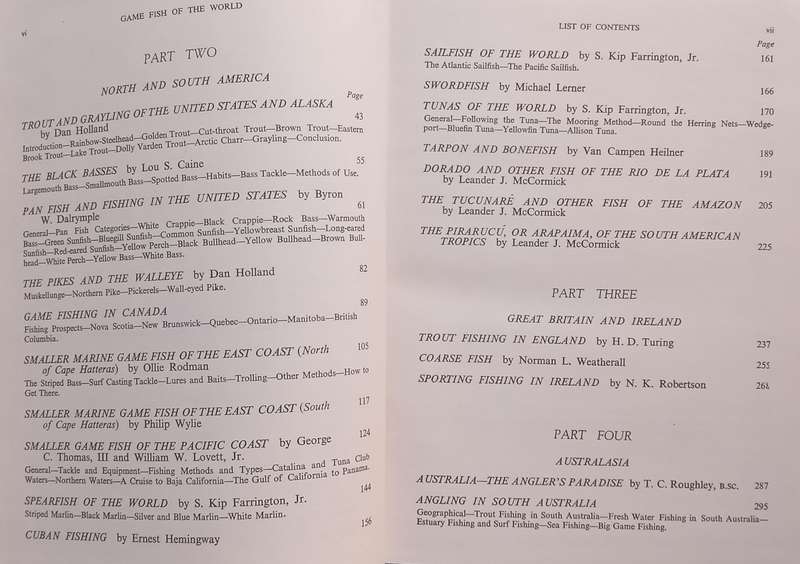 vi
GAME FISH OF THE WORLD
PART TWO
NORTH AND SOUTH AMERICA
Page
TROUT AND GRAYLING OF THE UNITED STATES AND ALASKA
by Dan Holland 43
Introduction—Rainbow-Steelhead—Golden Trout—Cut-throat Trout—Brown Trout—Eastern
Brook Trout—Lake Trout—Dolly Varden Trout—Arctic Charr—Grayling—Conclusion.
THE BLACK BASSES by Lou S. Caine 55
Largemouth Bass—Smallmouth Bass—Spotted Bass—Habits—Bass Tackle—Methods of Use.
PAN FISH AND FISHING IN THE UNITED STATES by Byron
W. Dalrymple 61
General—Pan Fish Categories—White Crappie—Black Crappie—Rock Bass—Warmouth
Bass—Green Sunfish—Bluegill Sunfish—Common Sunfish—Yellowbreast Sunfish—Long-eared
Sunfish—Red-eared Sunfish—Yellow Perch—Black Bullhead—Yellow Bullhead—Brown Bull-
head—White Perch—Yellow Bass—White Bass.
THE PIKES AND THE WALLEYE by Dan Holland 82
Muskellunge—Northern Pike—Pickerels—Wall-eyed Pike.
GAME FISHING IN CANADA 89
Fishing Prospects—Nova Scotia—New Brunswick—Quebec—Ontario—Manitoba—British
Columbia.
SMALLER MARINE GAME FISH OF THE EAST COAST (North 105
of Cape Hatteras) by Ollie Rodman
The Striped Bass—Surf Casting Tackle—Lures and Baits—Trolling—Other Methods—How to
Get There.
SMALLER MARINE GAME FISH OF THE EAST COAST (South 117
of Cape Hatteras) by Philip Wylie
SMALLER GAME FISH OF THE PACIFIC COAST by George 124
C. Thomas, III and William W. Lovett, Jr.
General—Tackle and Equipment—Fishing Methods and Types—Catalina and Tuna Club
Waters—Northern Waters—A Cruise to Baja California—The Gulf of California to Panama.
SPEARFISH OF THE WORLD by S. Kip Farrington, Jr. 144
Striped Marlin—Black Marlin—Silver and Blue Marlin—White Marlin.
CUBAN FISHING by Ernest Hemingway 156
LIST OF CONTENTS
vii
Page
SAILFISH OF THE WORLD by S. Kip Farrington, Jr. 161
The Atlantic Sailfish—The Pacific Sailfish.
SWORDFISH by Michael Lerner 166
TUNAS OF THE WORLD by S. Kip Farrington, Jr. 170
General—Following the Tuna—The Mooring Method—Round the Herring Nets—Wedge-
port—Bluefin Tuna—Yellowfin Tuna—Allison Tuna.
TARPON AND BONEFISH by Van Campen Heilner 189
DORADO AND OTHER FISH OF THE RIO DE LA PLATA 191
by Leander J. McCormick
THE TUCUNARÉ AND OTHER FISH OF THE AMAZON 205
by Leander J. McCormick
THE PIRARUCU, OR ARAPAIMA, OF THE SOUTH AMERICAN
TROPICS by Leander J. McCormick 225
PART THREE
GREAT BRITAIN AND IRELAND
TROUT FISHING IN ENGLAND by H. D. Turing 237
COARSE FISH by Norman L. Weatherall 255
SPORTING FISHING IN IRELAND by N. K. Robertson
PART FOUR
AUSTRALASIA
AUSTRALIA—THE ANGLER'S PARADISE by T. C. Roughley, B.SC. 287
ANGLING IN SOUTH AUSTRALIA 295
Geographical—Trout Fishing in South Australia—Fresh Water Fishing in South Australia—
Estuary Fishing and Surf Fishing—Sea Fishing—Big Game Fishing.